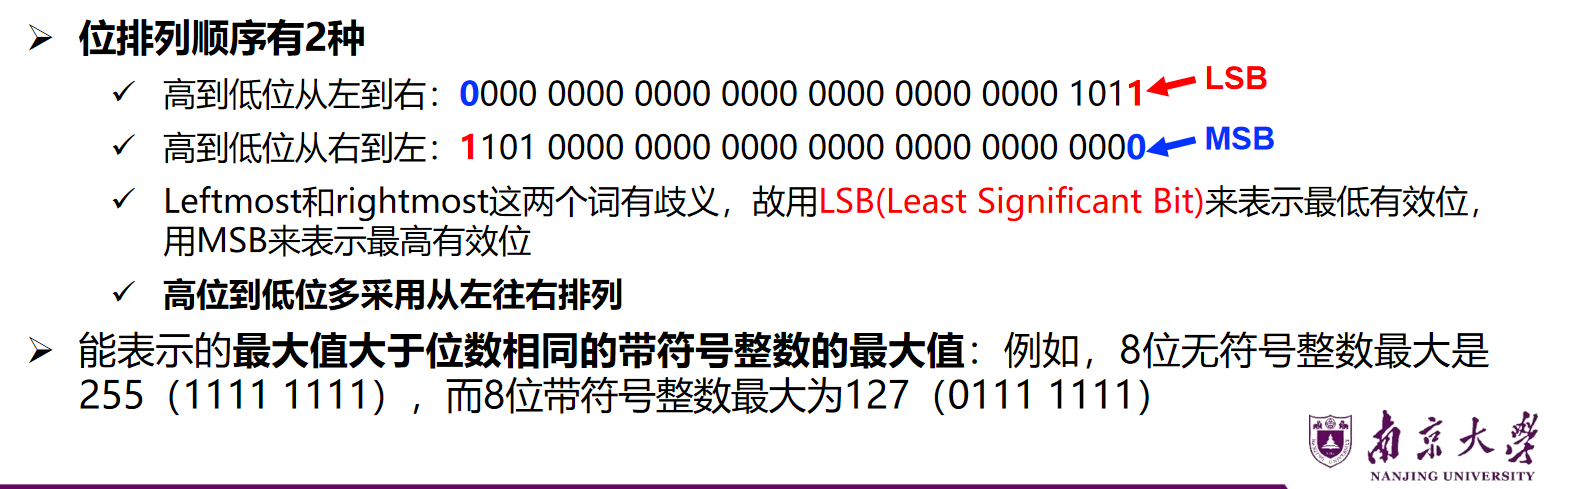 ➢ 位排列顺序有2种
✓ 高到低位从左到右：0000 0000 0000 0000 0000 0000 0000 1011 LSB
✓ 高到低位从右到左：1101 0000 0000 0000 0000 0000 0000 0000 MSB
✓ Leftmost和rightmost这两个词有歧义，故用LSB(Least Significant Bit)来表示最低有效位，
用MSB来表示最高有效位
✓ 高位到低位多采用从左往右排列
➢ 能表示的最大值大于位数相同的带符号整数的最大值：例如，8位无符号整数最大是
255（1111 1111），而8位带符号整数最大为127（0111 1111）
南京大學
NANJING UNIVERSITY